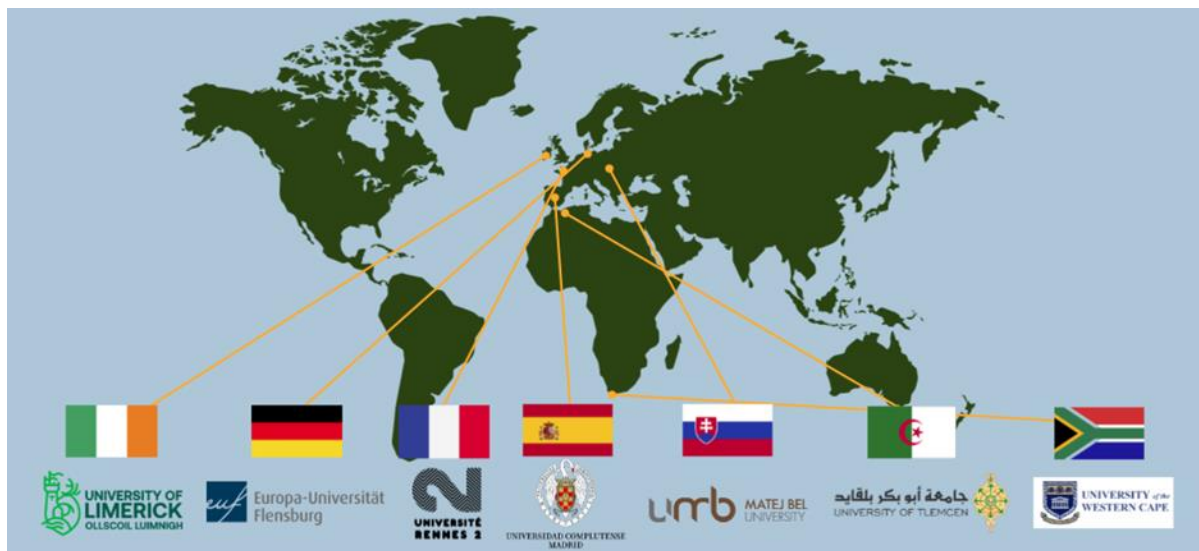 UNIVERSITY OF
LIMERICK
OLLSCOIL LUIMNIGH
euf
Europa-Universität
Flensburg
2
UNIVERSITÉ
RENNES 2
UNIVERSIDAD COMPLUTENSE
MADRID
umb
MATEJ BEL
UNIVERSITY
جامعة أبو بكر بلقايد
UNIVERSITY OF TLEMCEN
UNIVERSITY of the
WESTERN CAPE